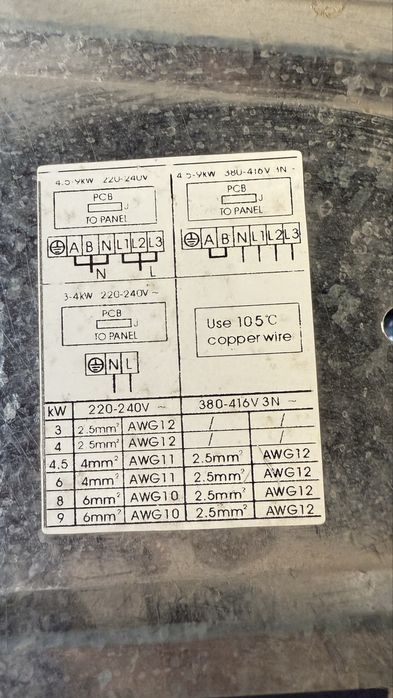 4.5-9kW 220-240V
PCB
J
TO PANEL
A B N L1 L2 L3
N L
4.5-9kW 380-416V 3N ~
PCB
J
TO PANEL
A B N L1 L2 L3
3-4kW 220-240V ~
PCB
J
TO PANEL
N L
Use 105℃
copper wire
kW 220-240V ~ 380-416V 3N ~
3 2.5mm² AWG12 / /
4 2.5mm² AWG12 / /
4.5 4mm² AWG11 2.5mm² AWG12
6 4mm² AWG11 2.5mm² AWG12
8 6mm² AWG10 2.5mm² AWG12
9 6mm² AWG10 2.5mm² AWG12